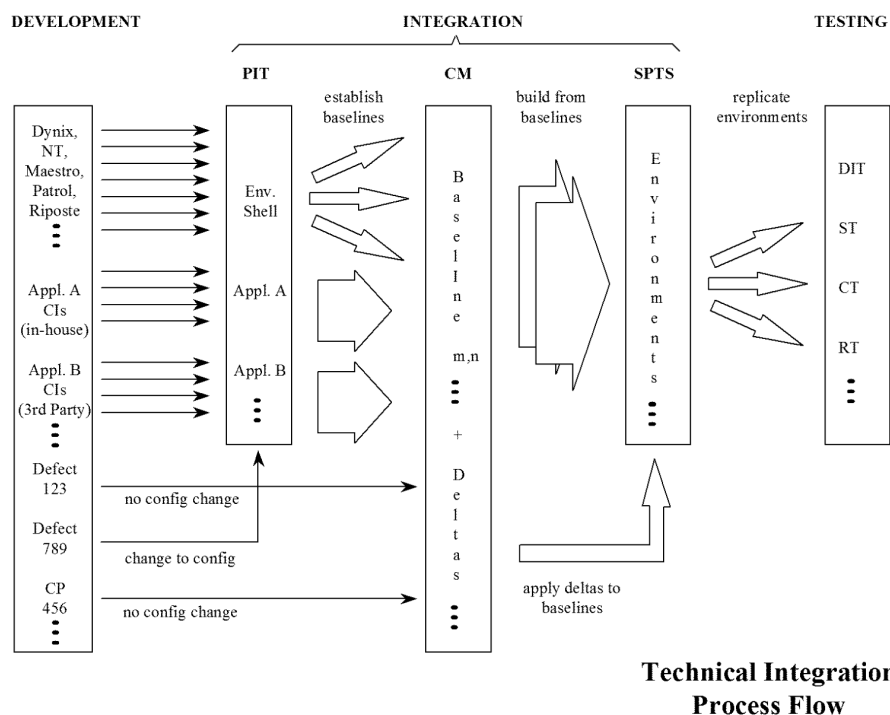 DEVELOPMENT
INTEGRATION
TESTING
PIT
CM
SPTS
establish
baselines
build from
baselines
replicate
environments
Dynix,
NT,
Maestro,
Patrol,
Riposte
Env.
Shell
Appl. A
CIs
(in-house)
Appl. A
Appl. B
CIs
(3rd Party)
Appl. B
Defect
123
no config change
Defect
789
change to config
CP
456
no config change
BaselIne
m,n
+
Deltas
apply deltas to
baselines
Environments
DIT
ST
CT
RT
Technical Integration
Process Flow